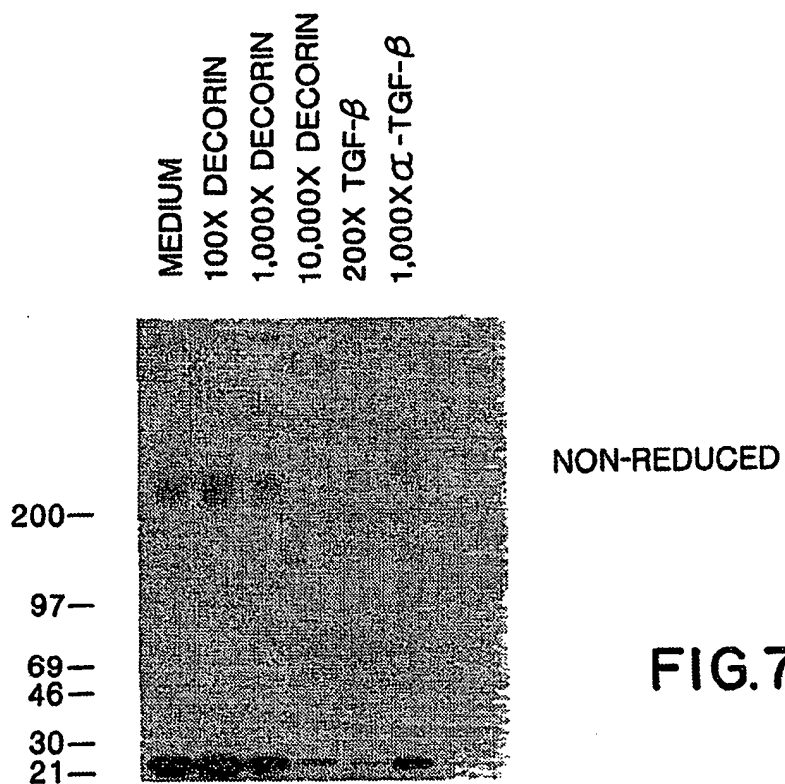 MEDIUM
100X DECORIN
1,000X DECORIN
10,000X DECORIN
200X TGF-β
1,000X α-TGF-β
NON-REDUCED
200—
97—
69—
46—
30—
21—
FIG.7